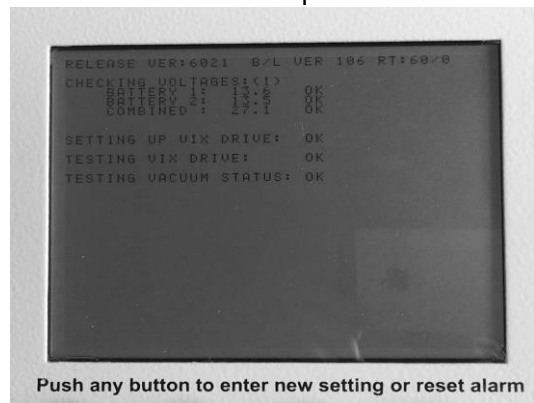 RELEASE VER:6021 B/L VER 106 RT:60/0
CHECKING VOLTAGES:(1)
BATTERY 1: 13.6 OK
BATTERY 2: 13.5 OK
COMBINED : 27.1 OK
SETTING UP VIX DRIVE: OK
TESTING VIX DRIVE: OK
TESTING VACUUM STATUS: OK
Push any button to enter new setting or reset alarm